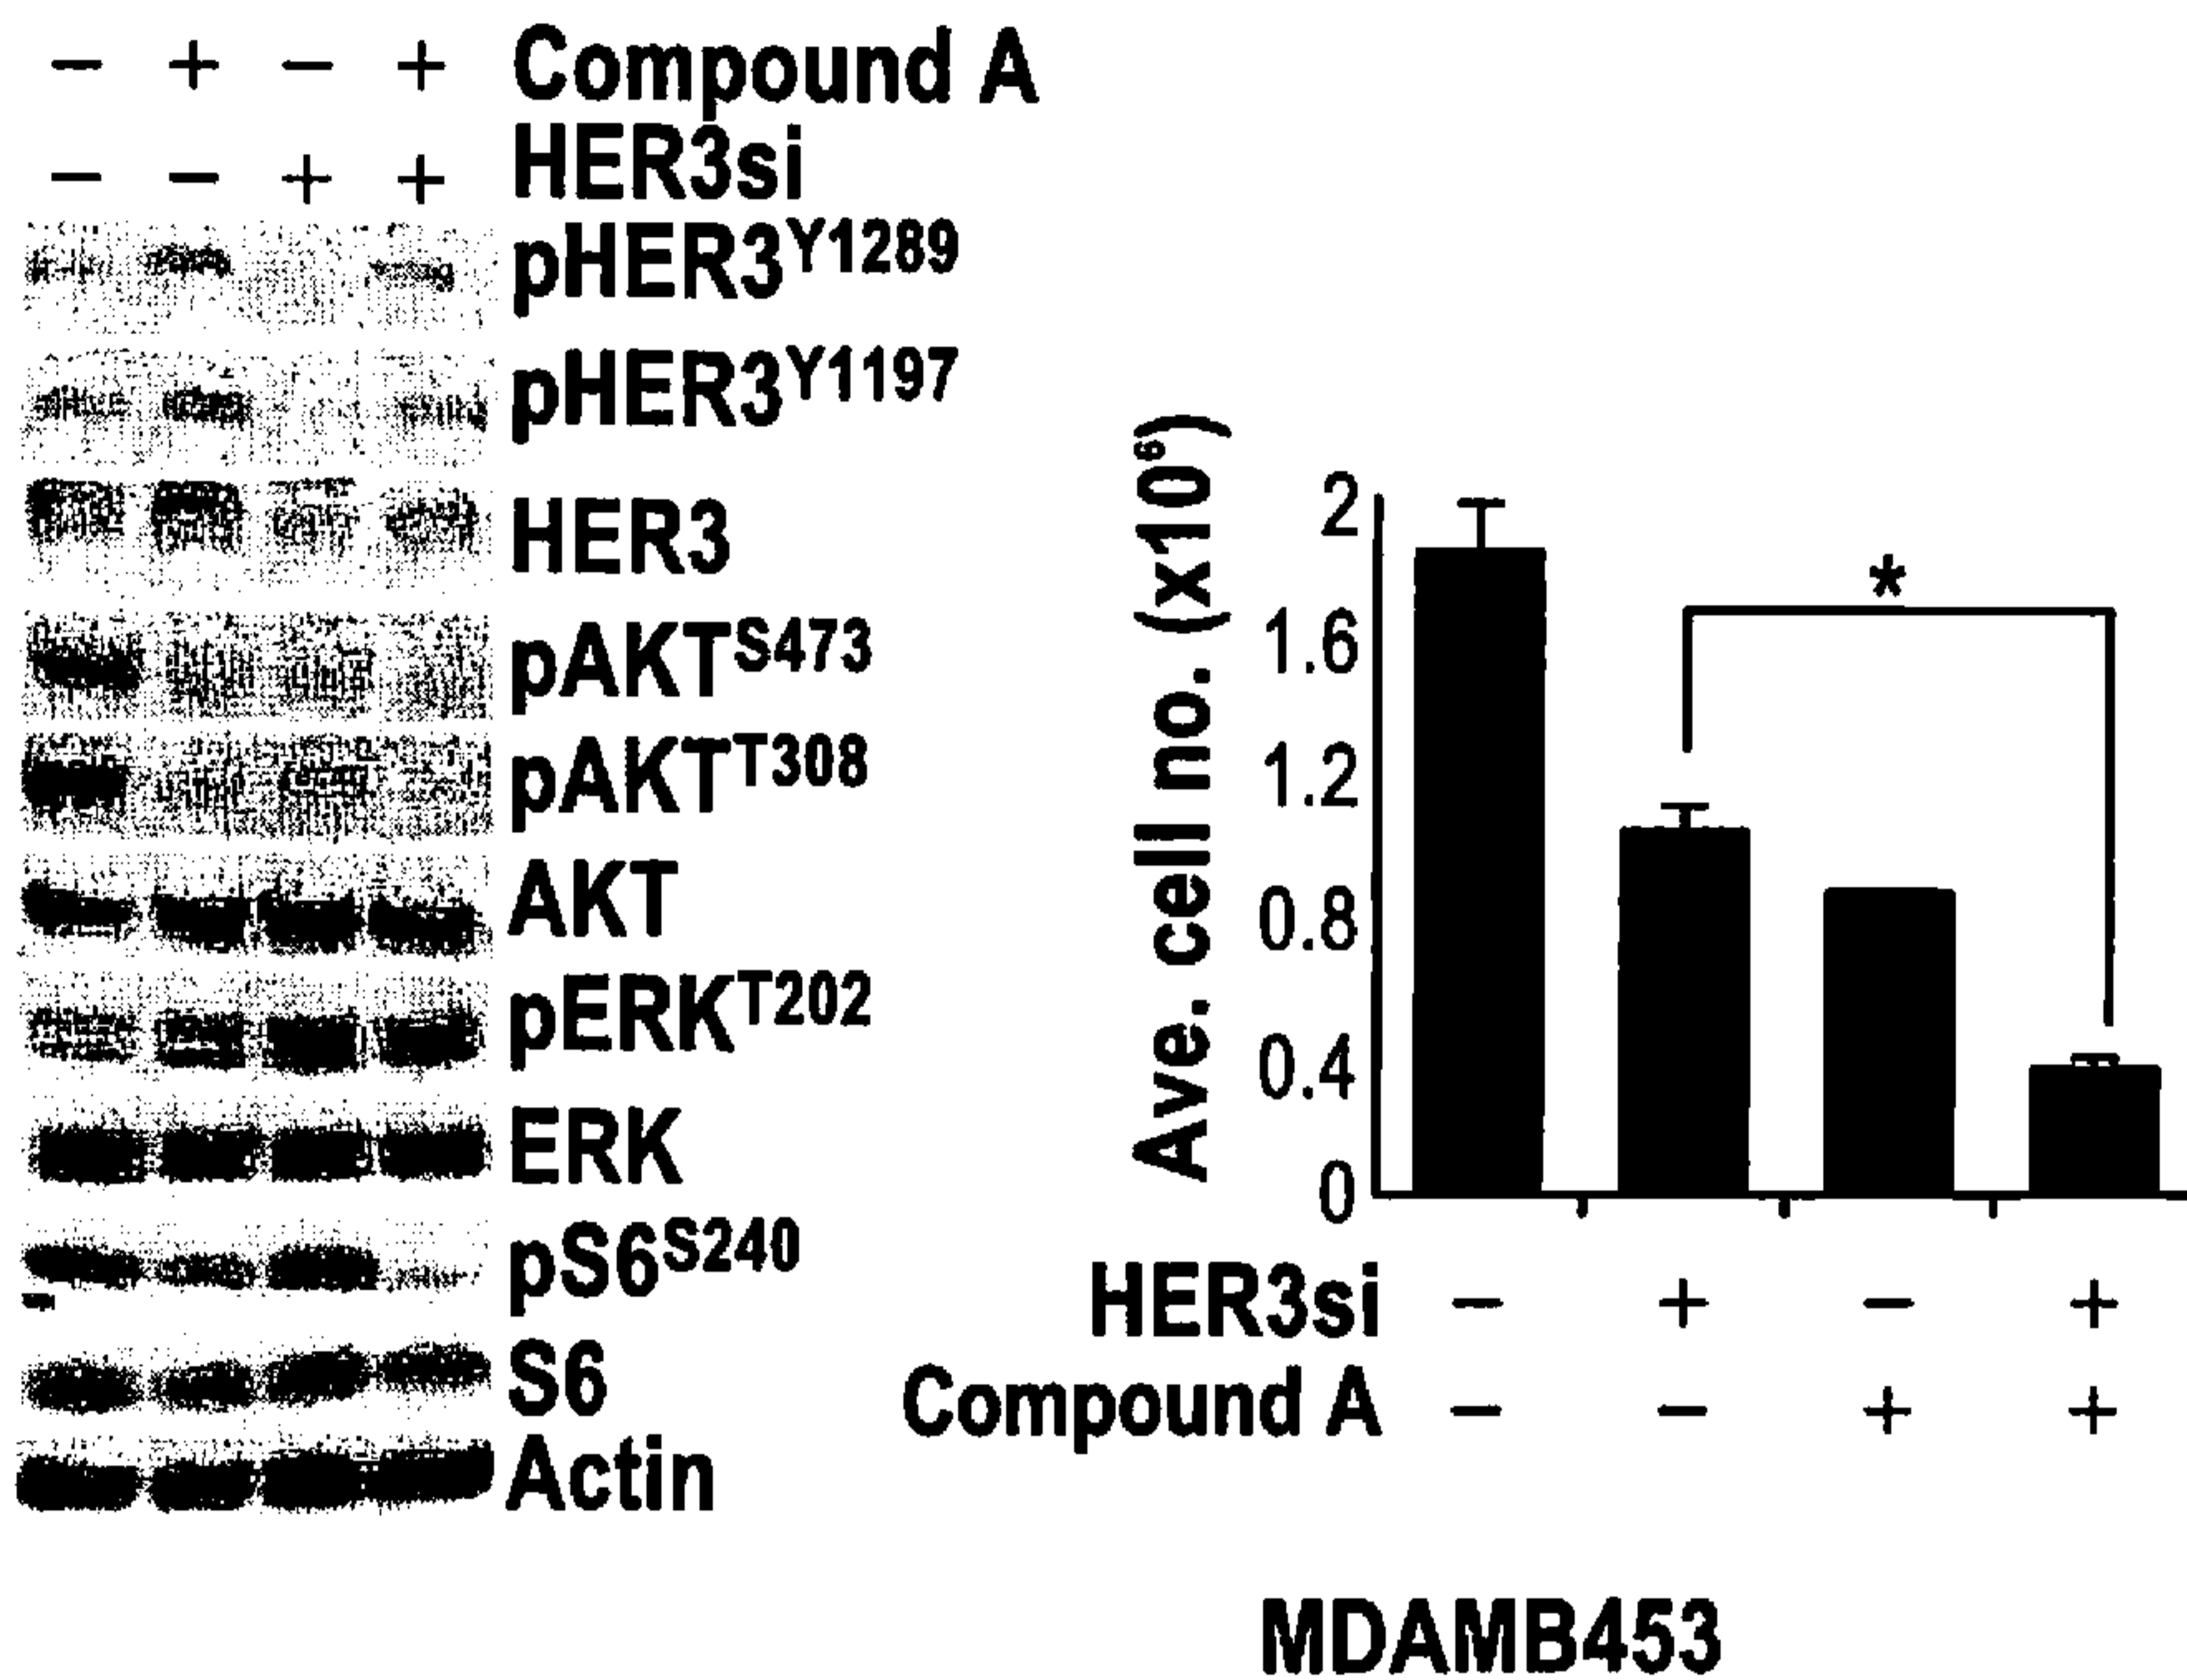 − + − + Compound A
− − + + HER3si
pHER3Y1289
pHER3Y1197
HER3
pAKTS473
pAKTT308
AKT
pERKT202
ERK
pS6S240
S6
Actin
Ave. cell no. (x10⁶)
2
1.6
1.2
0.8
0.4
0
*
HER3si − + − +
Compound A − − + +
MDAMB453